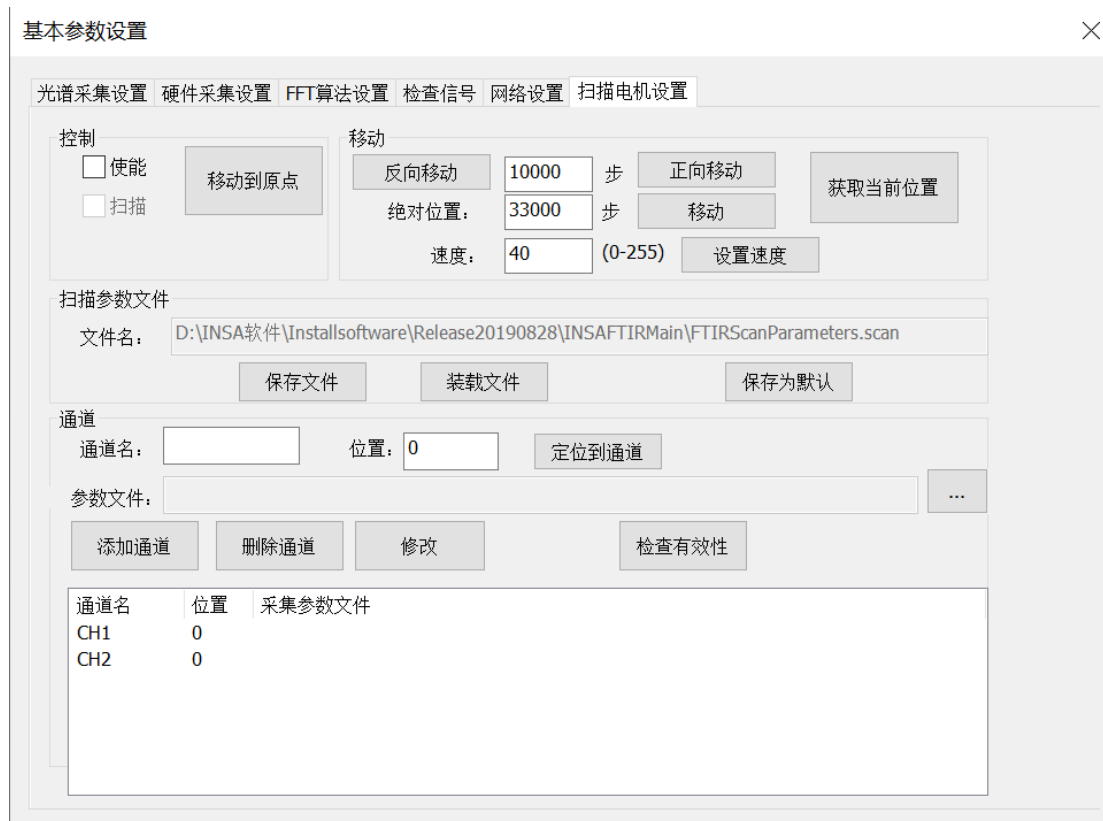 基本参数设置
光谱采集设置 硬件采集设置 FFT算法设置 检查信号 网络设置 扫描电机设置
控制
使能
扫描
移动到原点
移动
反向移动 10000 步 正向移动
绝对位置： 33000 步 移动
速度： 40 (0-255) 设置速度
获取当前位置
扫描参数文件
文件名： D:\INSA软件\Installsoftware\Release20190828\INSAFTIRMain\FTIRScanParameters.scan
保存文件 装载文件 保存为默认
通道
通道名： 位置： 0 定位到通道
参数文件： ...
添加通道 删除通道 修改 检查有效性
通道名 位置 采集参数文件
CH1 0
CH2 0